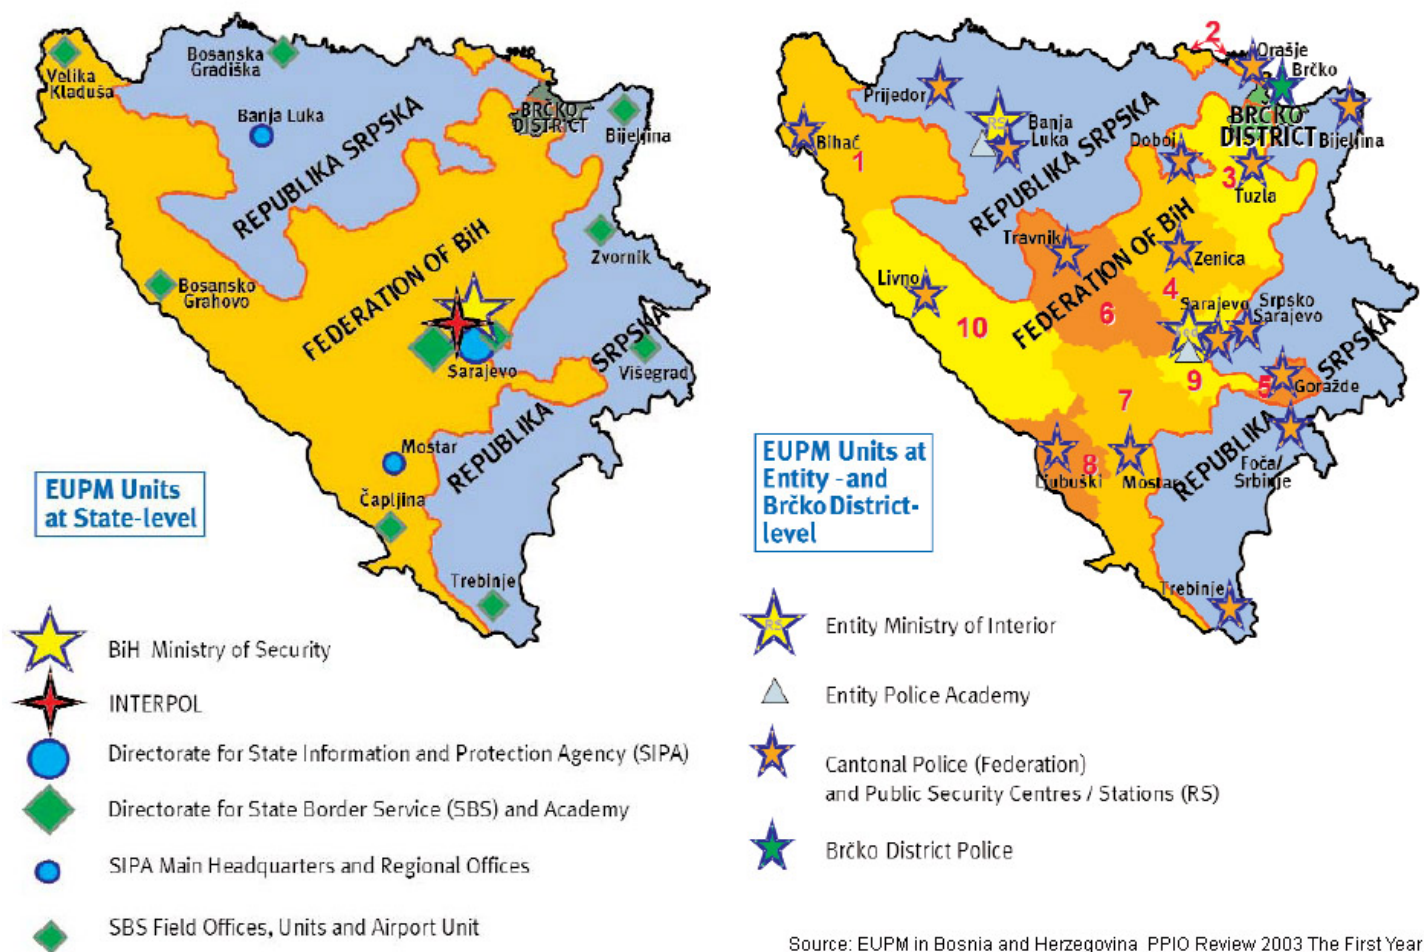 Velika
Kladuša
Bosanska
Gradiška
Banja Luka
REPUBLIKA SRPSKA
BRČKO
DISTRICT
Bijeljina
FEDERATION OF BiH
Zvornik
Bosansko
Grahovo
Sarajevo
SRPSKA
Višegrad
REPUBLIKA
Mostar
Čapljina
Trebinje
EUPM Units
at State-level
BiH Ministry of Security
INTERPOL
Directorate for State Information and Protection Agency (SIPA)
Directorate for State Border Service (SBS) and Academy
SIPA Main Headquarters and Regional Offices
SBS Field Offices, Units and Airport Unit
2
Orašje
Brčko
Prijedor
RS
Banja
Luka
REPUBLIKA SRPSKA
BRČKO
DISTRICT
Bijeljina
Bihać
1
Doboj
3
Tuzla
Travnik
FEDERATION OF BiH
Zenica
Livno
4
Sarajevo
Srpsko
Sarajevo
10
6
SRPSKA
9
5
Goražde
7
REPUBLIKA
8
Ljubuški
Mostar
Foča/
Srbinje
EUPM Units at
Entity - and
Brčko District-
level
Trebinje
RS
Entity Ministry of Interior
Entity Police Academy
Cantonal Police (Federation)
and Public Security Centres / Stations (RS)
Brčko District Police
Source: EUPM in Bosnia and Herzegovina PPIO Review 2003 The First Year